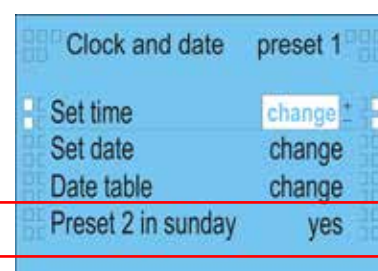 Clock and date preset 1
Set time change
Set date change
Date table change
Preset 2 in sunday yes